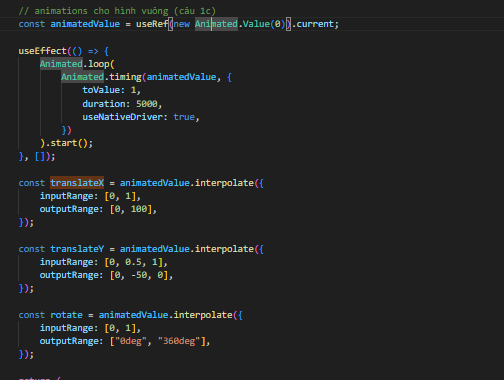 // animations cho hình vuông (câu 1c)
const animatedValue = useRef(new Animated.Value(0)).current;
useEffect(() => {
Animated.loop(
Animated.timing(animatedValue, {
toValue: 1,
duration: 5000,
useNativeDriver: true,
})
).start();
}, []);
const translateX = animatedValue.interpolate({
inputRange: [0, 1],
outputRange: [0, 100],
});
const translateY = animatedValue.interpolate({
inputRange: [0, 0.5, 1],
outputRange: [0, -50, 0],
});
const rotate = animatedValue.interpolate({
inputRange: [0, 1],
outputRange: ["0deg", "360deg"],
});